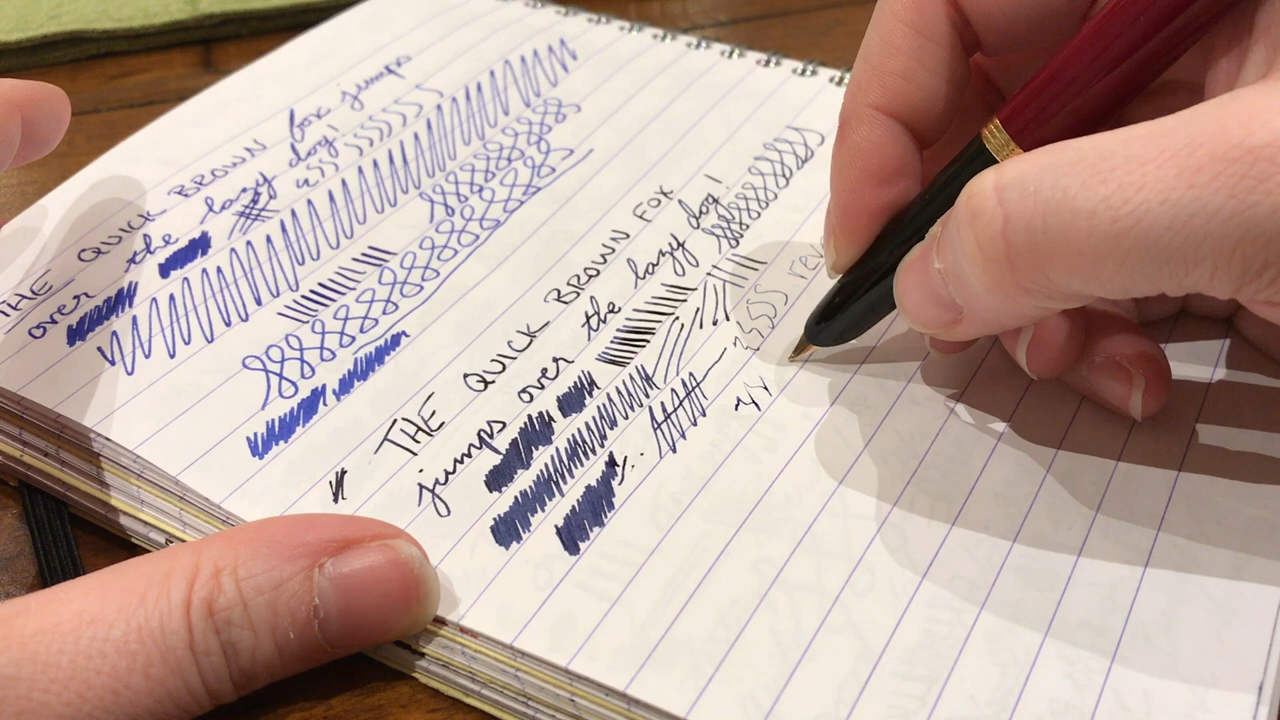 THE QUICK BROWN fox jumps
over the lazy dog!
THE QUICK BROWN FOX
jumps over the lazy dog!